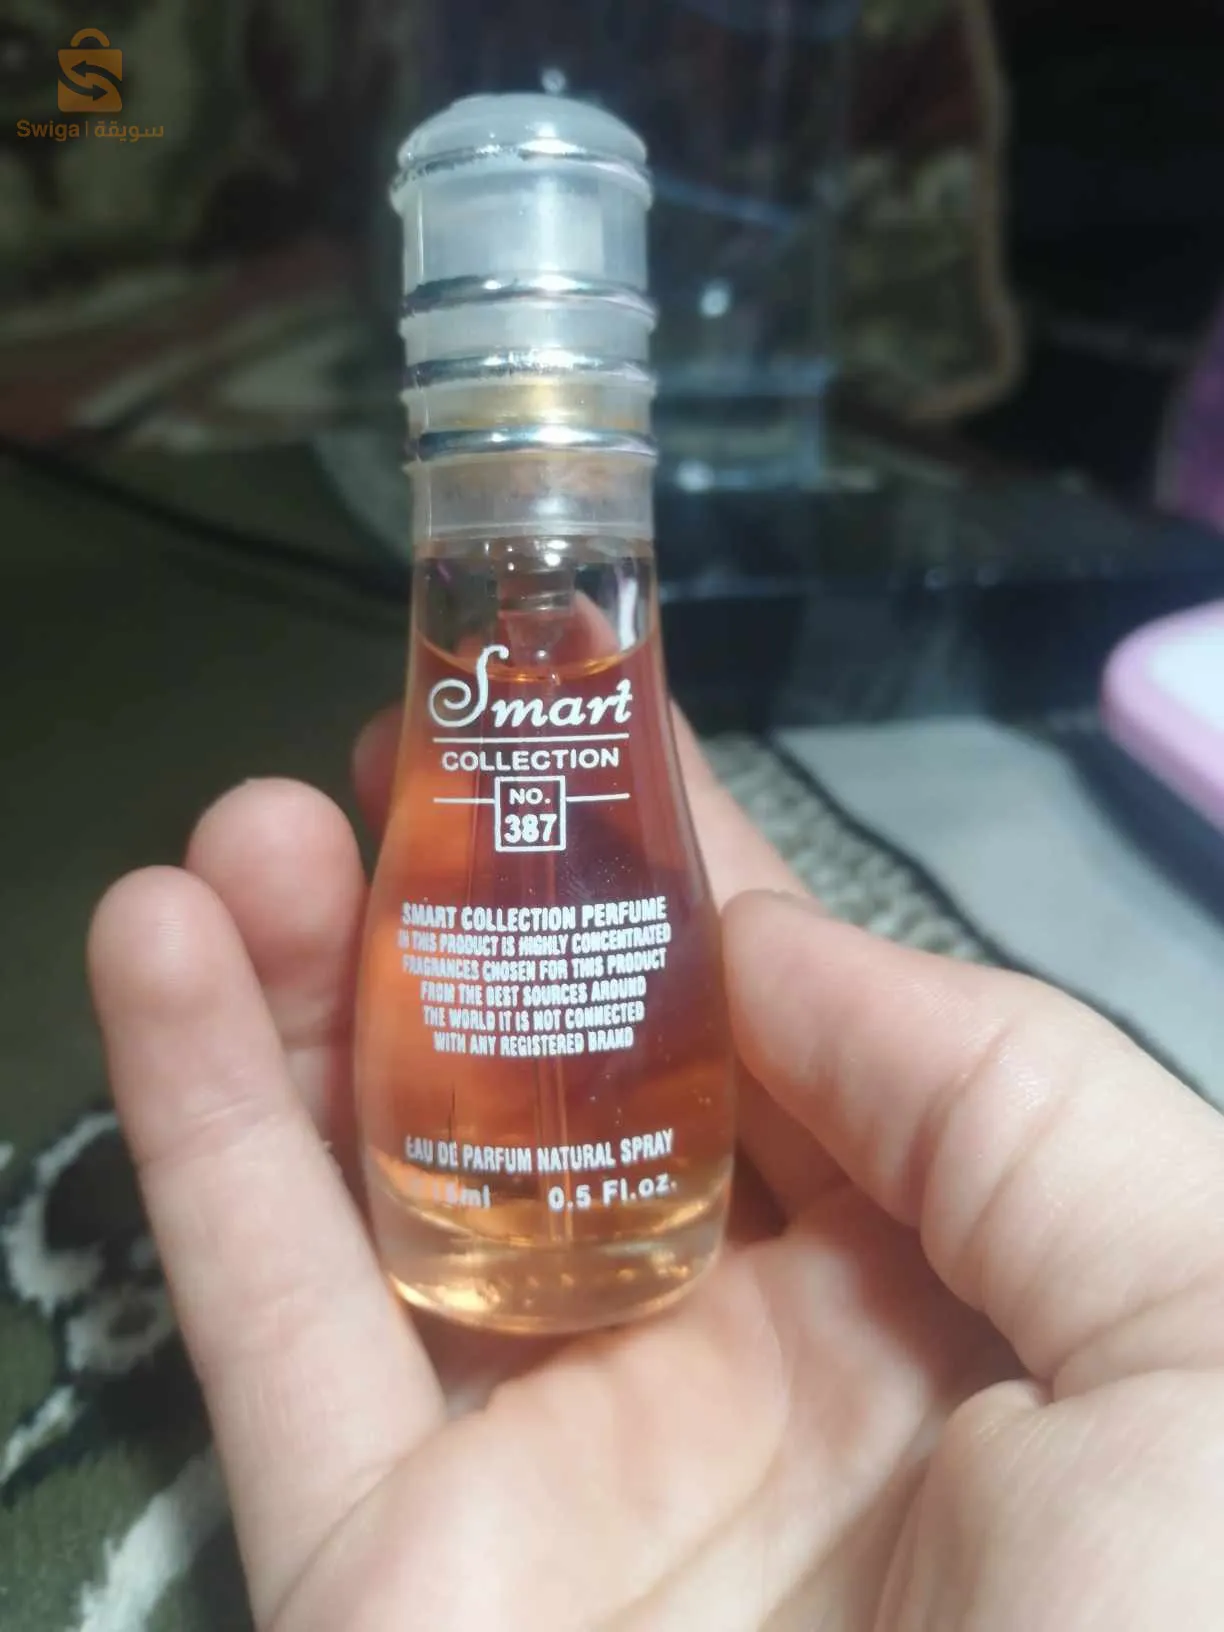 Swiga | سويقة
Smart
COLLECTION
NO.
387
SMART COLLECTION PERFUME
IN THIS PRODUCT IS HIGHLY CONCENTRATED
FRAGRANCES CHOSEN FOR THIS PRODUCT
FROM THE BEST SOURCES AROUND
THE WORLD IT IS NOT CONNECTED
WITH ANY REGISTERED BRAND
EAU DE PARFUM NATURAL SPRAY
15ml 0.5 Fl.oz.